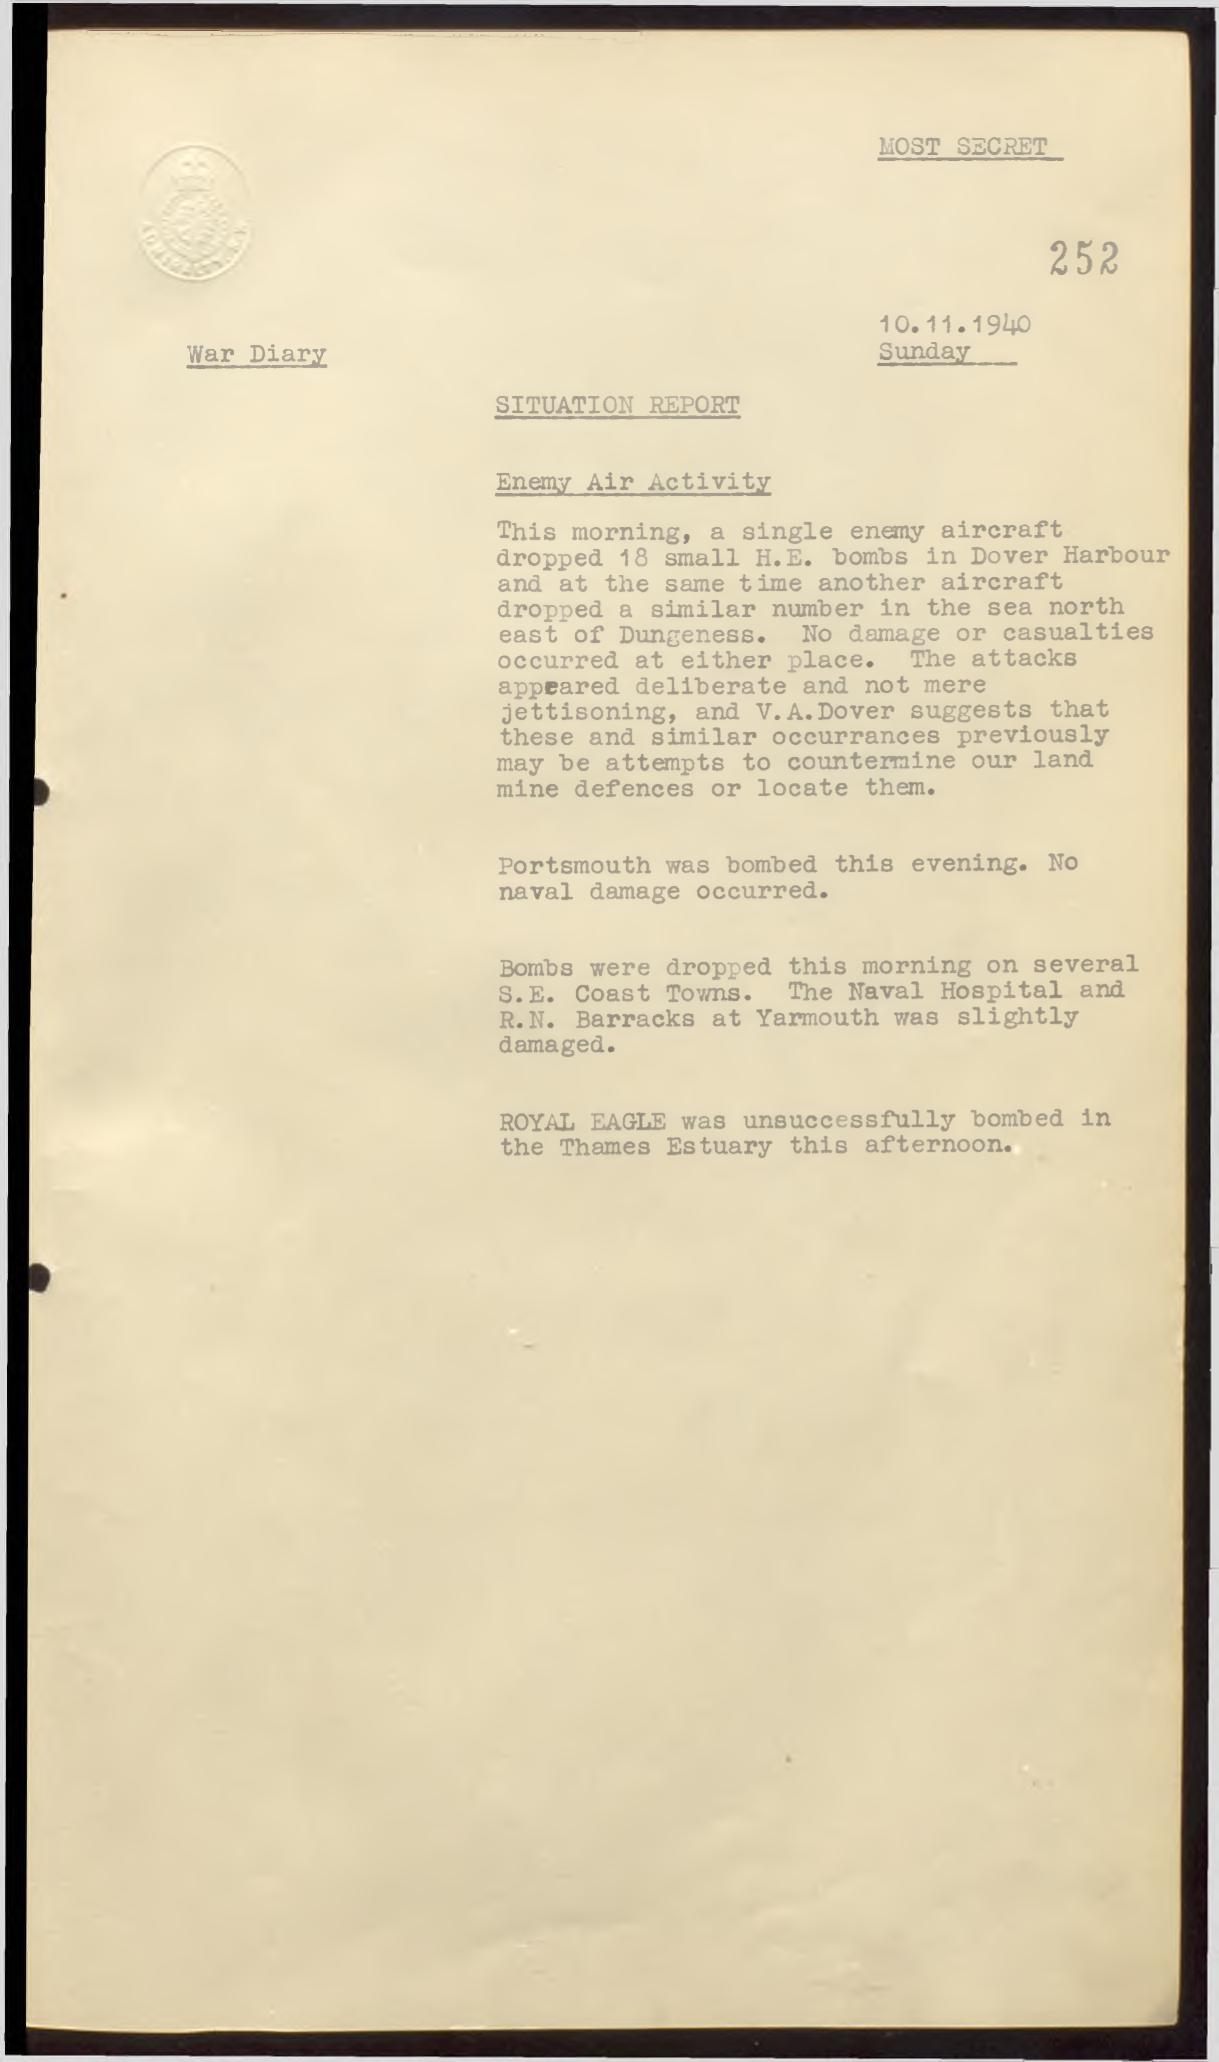 MOST SECRET
252
10.11.1940
War Diary
Sunday
SITUATION REPORT
Enemy Air Activity
This morning, a single enemy aircraft
dropped 18 small H.E. bombs in Dover Harbour
and at the same time another aircraft
dropped a similar number in the sea north
east of Dungeness. No damage or casualties
occurred at either place. The attacks
appeared deliberate and not mere
jettisoning, and V.A.Dover suggests that
these and similar occurrances previously
may be attempts to countermine our land
mine defences or locate them.
Portsmouth was bombed this evening. No
naval damage occurred.
Bombs were dropped this morning on several
S.E. Coast Towns. The Naval Hospital and
R.N. Barracks at Yarmouth was slightly
damaged.
ROYAL EAGLE was unsuccessfully bombed in
the Thames Estuary this afternoon.